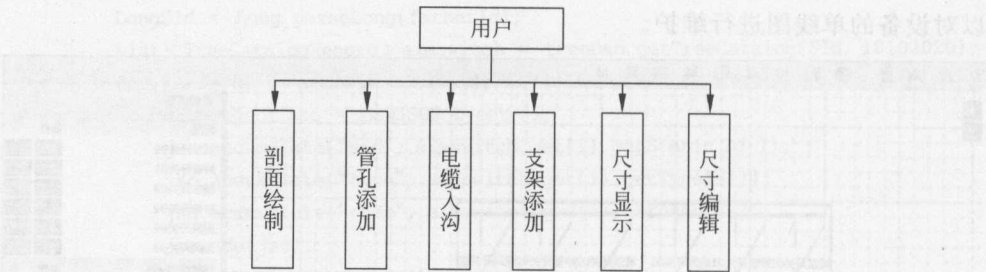 用户
剖面绘制
管孔添加
电缆入沟
支架添加
尺寸显示
尺寸编辑